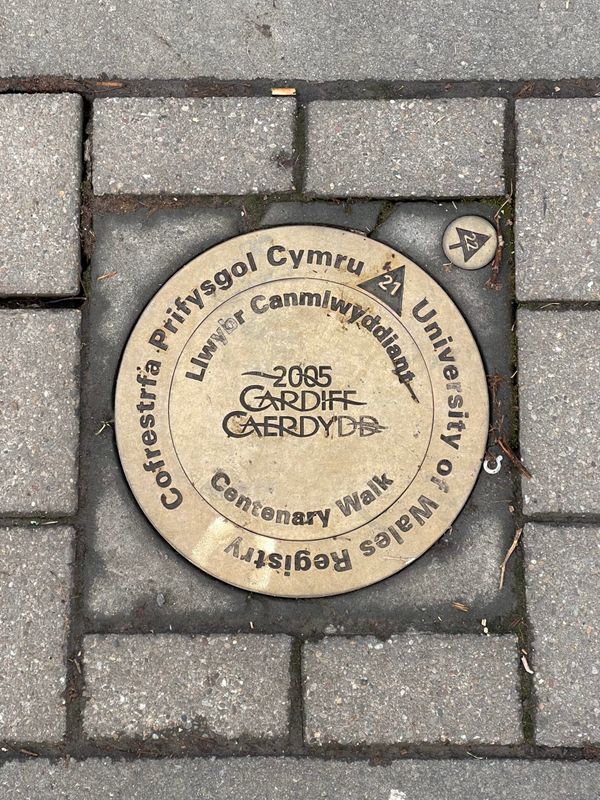 Cofrestrfa Prifysgol Cymru
21
University of Wales Registry
Llwybr Canmlwyddiant
2005
CARDIFF
CAERDYDD
Centenary Walk
22